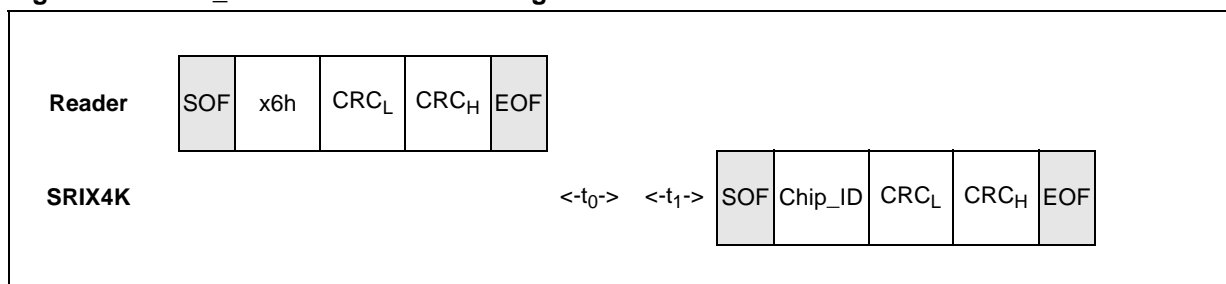 Reader SOF x6h CRCL CRCH EOF
SRIX4K <-t0-> <-t1-> SOF Chip_ID CRCL CRCH EOF